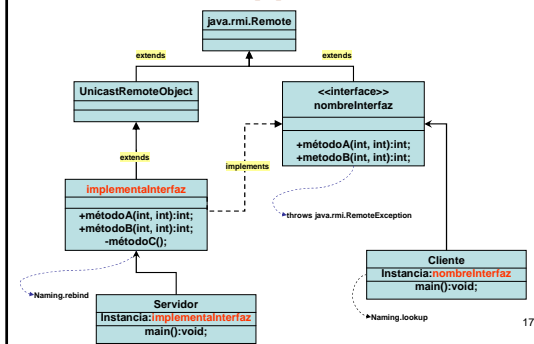 java.rmi.Remote
extends
extends
UnicastRemoteObject
<<interface>>
nombreInterfaz
+métodoA(int, int):int;
+metodoB(int, int):int;
extends
implements
implementaInterfaz
+métodoA(int, int):int;
+métodoB(int, int):int;
-métodoC();
throws java.rmi.RemoteException
Cliente
Instancia:nombreInterfaz
main():void;
Naming.rebind
Servidor
Instancia:implementaInterfaz
main():void;
Naming.lookup
17